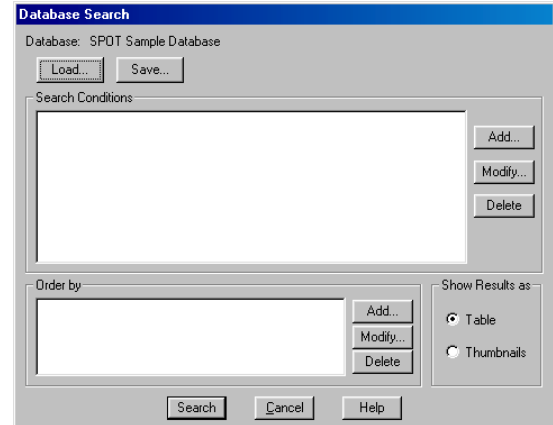 Database Search
Database: SPOT Sample Database
Load... Save...
Search Conditions
Add...
Modify...
Delete
Order by Show Results as
Add...
Table
Modify...
Thumbnails
Delete
Search Cancel Help